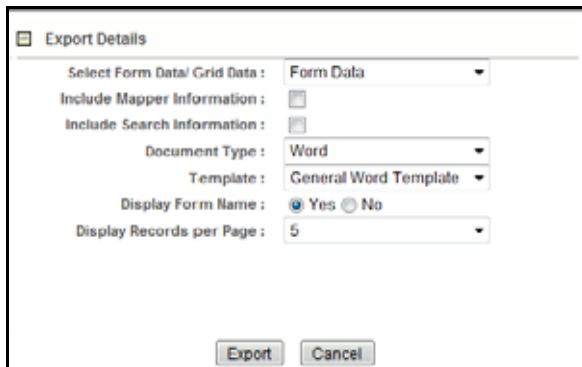 Export Details
Select Form Data/ Grid Data : Form Data
Include Mapper Information :
Include Search Information :
Document Type : Word
Template : General Word Template
Display Form Name : Yes No
Display Records per Page : 5
Export Cancel